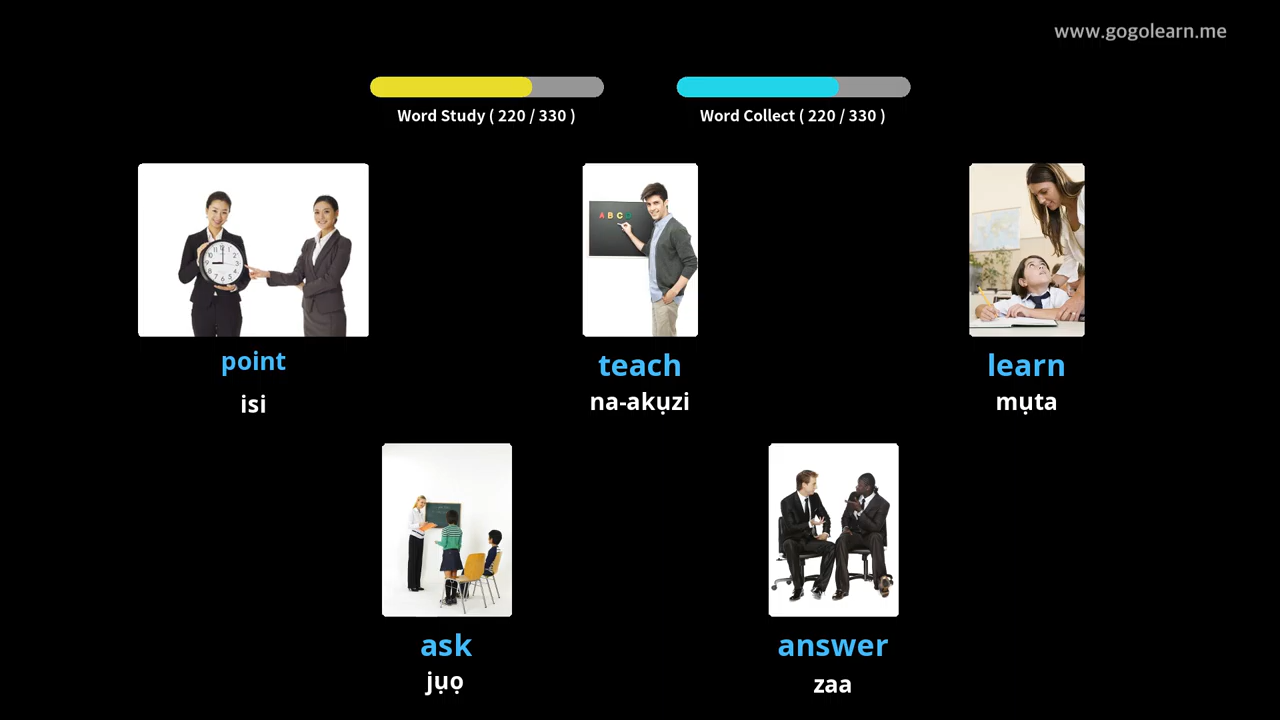 www.gogolearn.me
Word Study ( 220 / 330 )
Word Collect ( 220 / 330 )
A B C D
point
isi
teach
na-akụzi
learn
mụta
ask
jụọ
answer
zaa